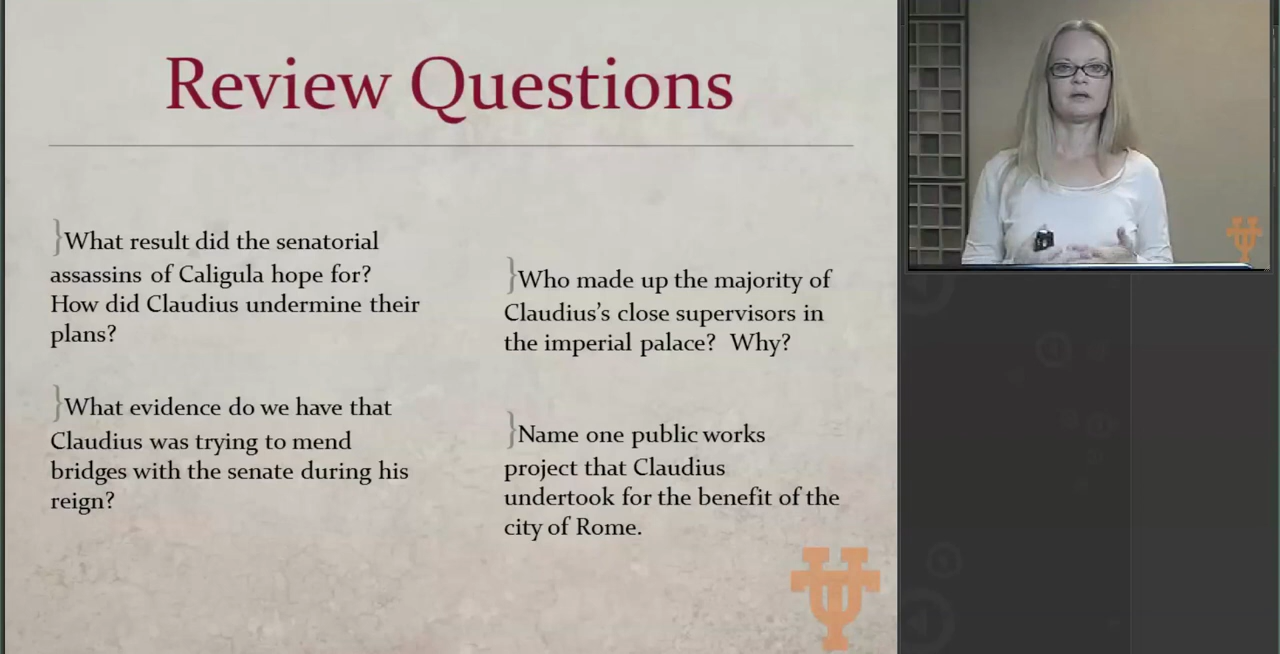 Review Questions
}What result did the senatorial
assassins of Caligula hope for?
How did Claudius undermine their
plans?
}What evidence do we have that
Claudius was trying to mend
bridges with the senate during his
reign?
}Who made up the majority of
Claudius’s close supervisors in
the imperial palace?  Why?
}Name one public works
project that Claudius
undertook for the benefit of the
city of Rome.